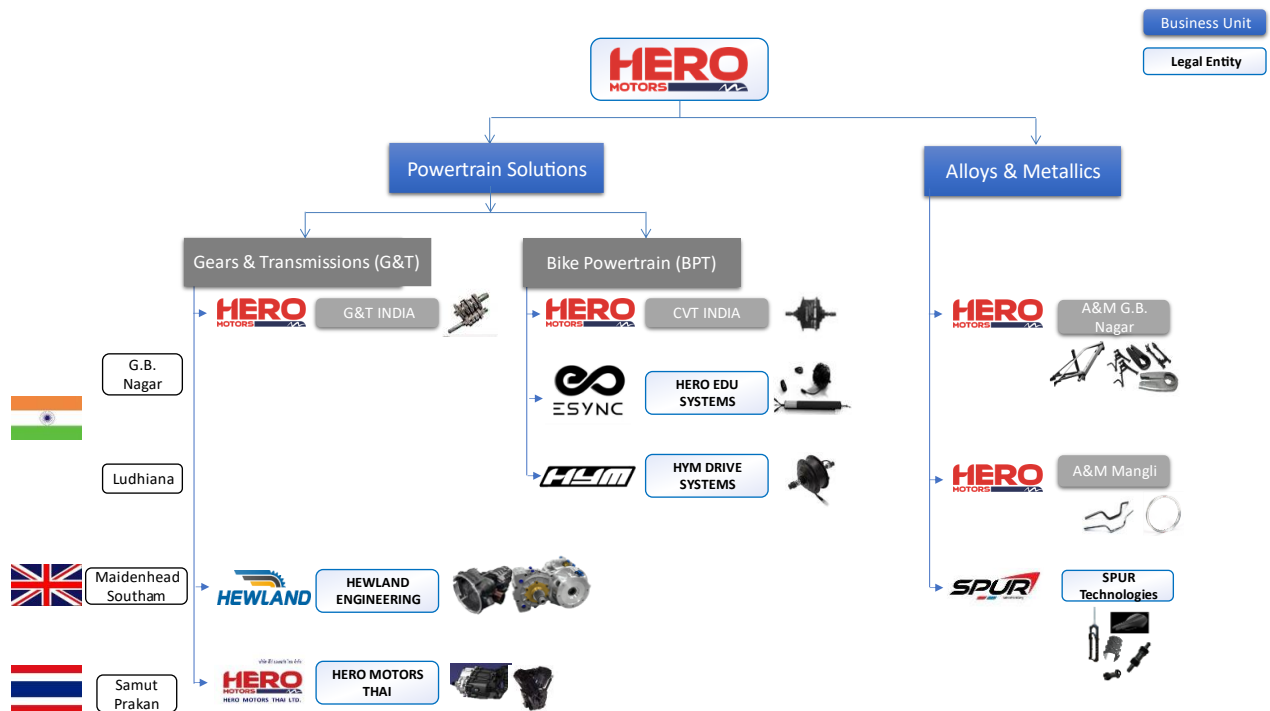 Business Unit
Legal Entity
HERO
MOTORS
Powertrain Solutions
Alloys & Metallics
Gears & Transmissions (G&T)
Bike Powertrain (BPT)
HERO
MOTORS
G&T INDIA
HERO
MOTORS
CVT INDIA
HERO
MOTORS
A&M G.B.
Nagar
G.B.
Nagar
ESYNC
HERO EDU
SYSTEMS
Ludhiana
HYM
HYM DRIVE
SYSTEMS
HERO
MOTORS
A&M Mangli
Maidenhead
Southam
HEWLAND
HEWLAND
ENGINEERING
SPUR
SPUR
Technologies
Samut
Prakan
HERO
MOTORS
HERO MOTORS THAI LTD.
HERO MOTORS
THAI